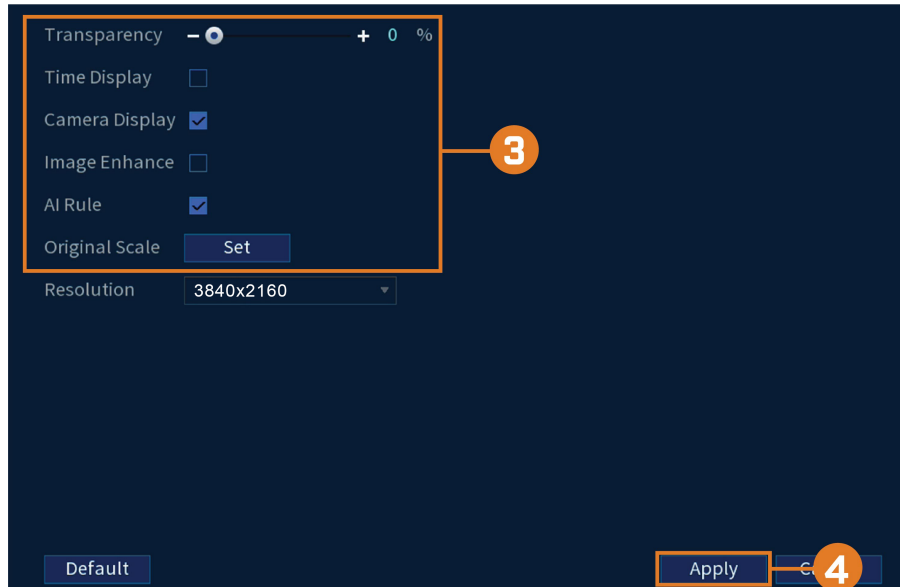 Transparency − + 0 %
Time Display
Camera Display
3
Image Enhance
AI Rule
Original Scale Set
Resolution 3840x2160
Default Apply 4